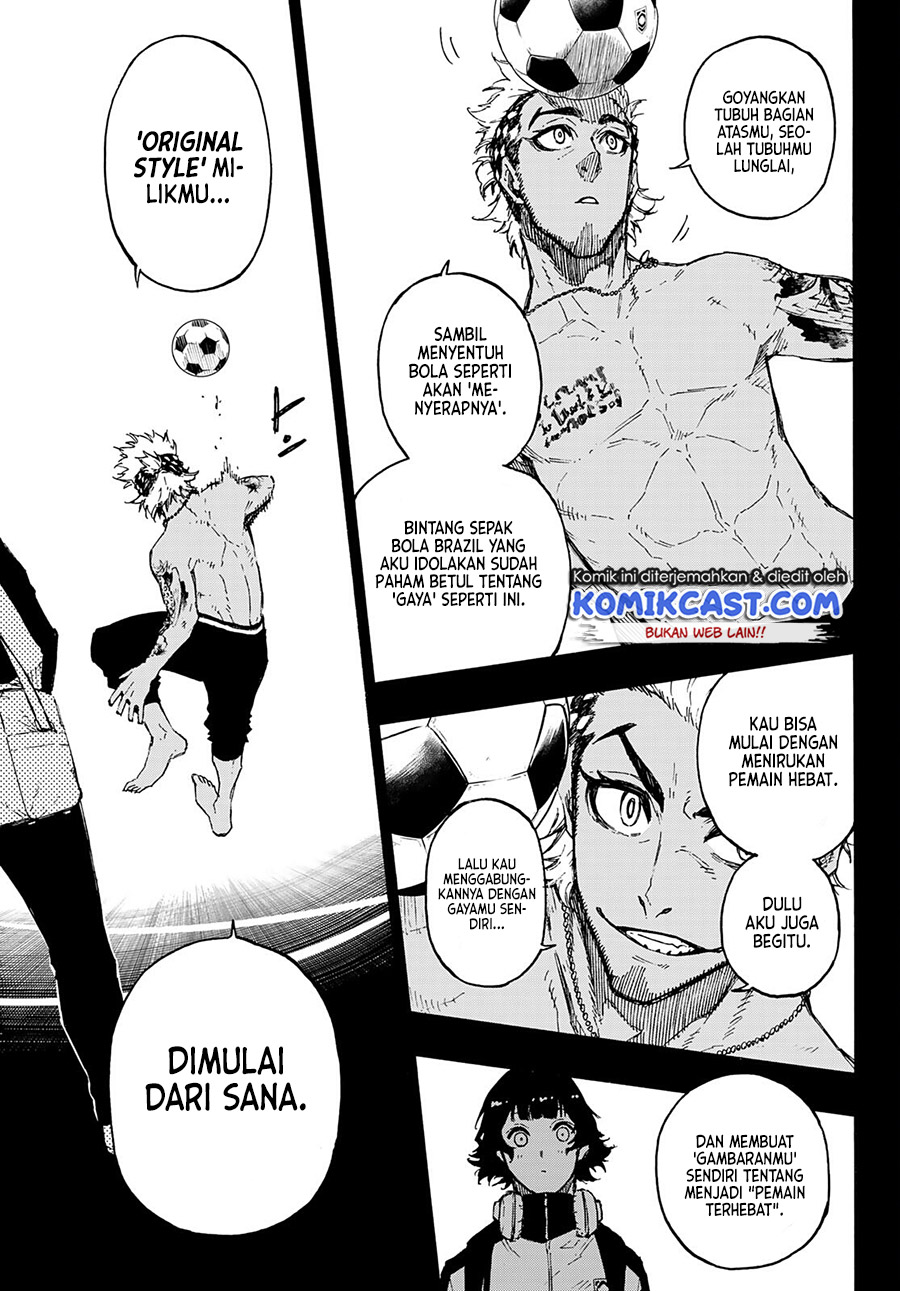 GOYANGKAN
TUBUH BAGIAN
ATASMU, SEO-
LAH TUBUHMU
LUNGLAI,
SAMBIL
MENYENTUH
BOLA SEPERTI
AKAN 'ME-
NYERAPNYA'.
BINTANG SEPAK
BOLA BRAZIL YANG
AKU IDOLAKAN SUDAH
PAHAM BETUL TENTANG
'GAYA' SEPERTI INI.
Komik ini diterjemahkan & diedit oleh
KOMIKCAST.COM
BUKAN WEB LAIN!!
KAU BISA
MULAI DENGAN
MENIRUKAN
PEMAIN HEBAT.
DULU
AKU JUGA
BEGITU.
LALU KAU
MENGGABUNG-
KANNYA DENGAN
GAYAMU SEN-
DIRI...
DAN MEMBUAT
'GAMBARANMU'
SENDIRI TENTANG
MENJADI "PEMAIN
TERHEBAT".
'ORIGINAL
STYLE' MI-
LIKMU...
ドン
DIMULAI
DARI SANA.